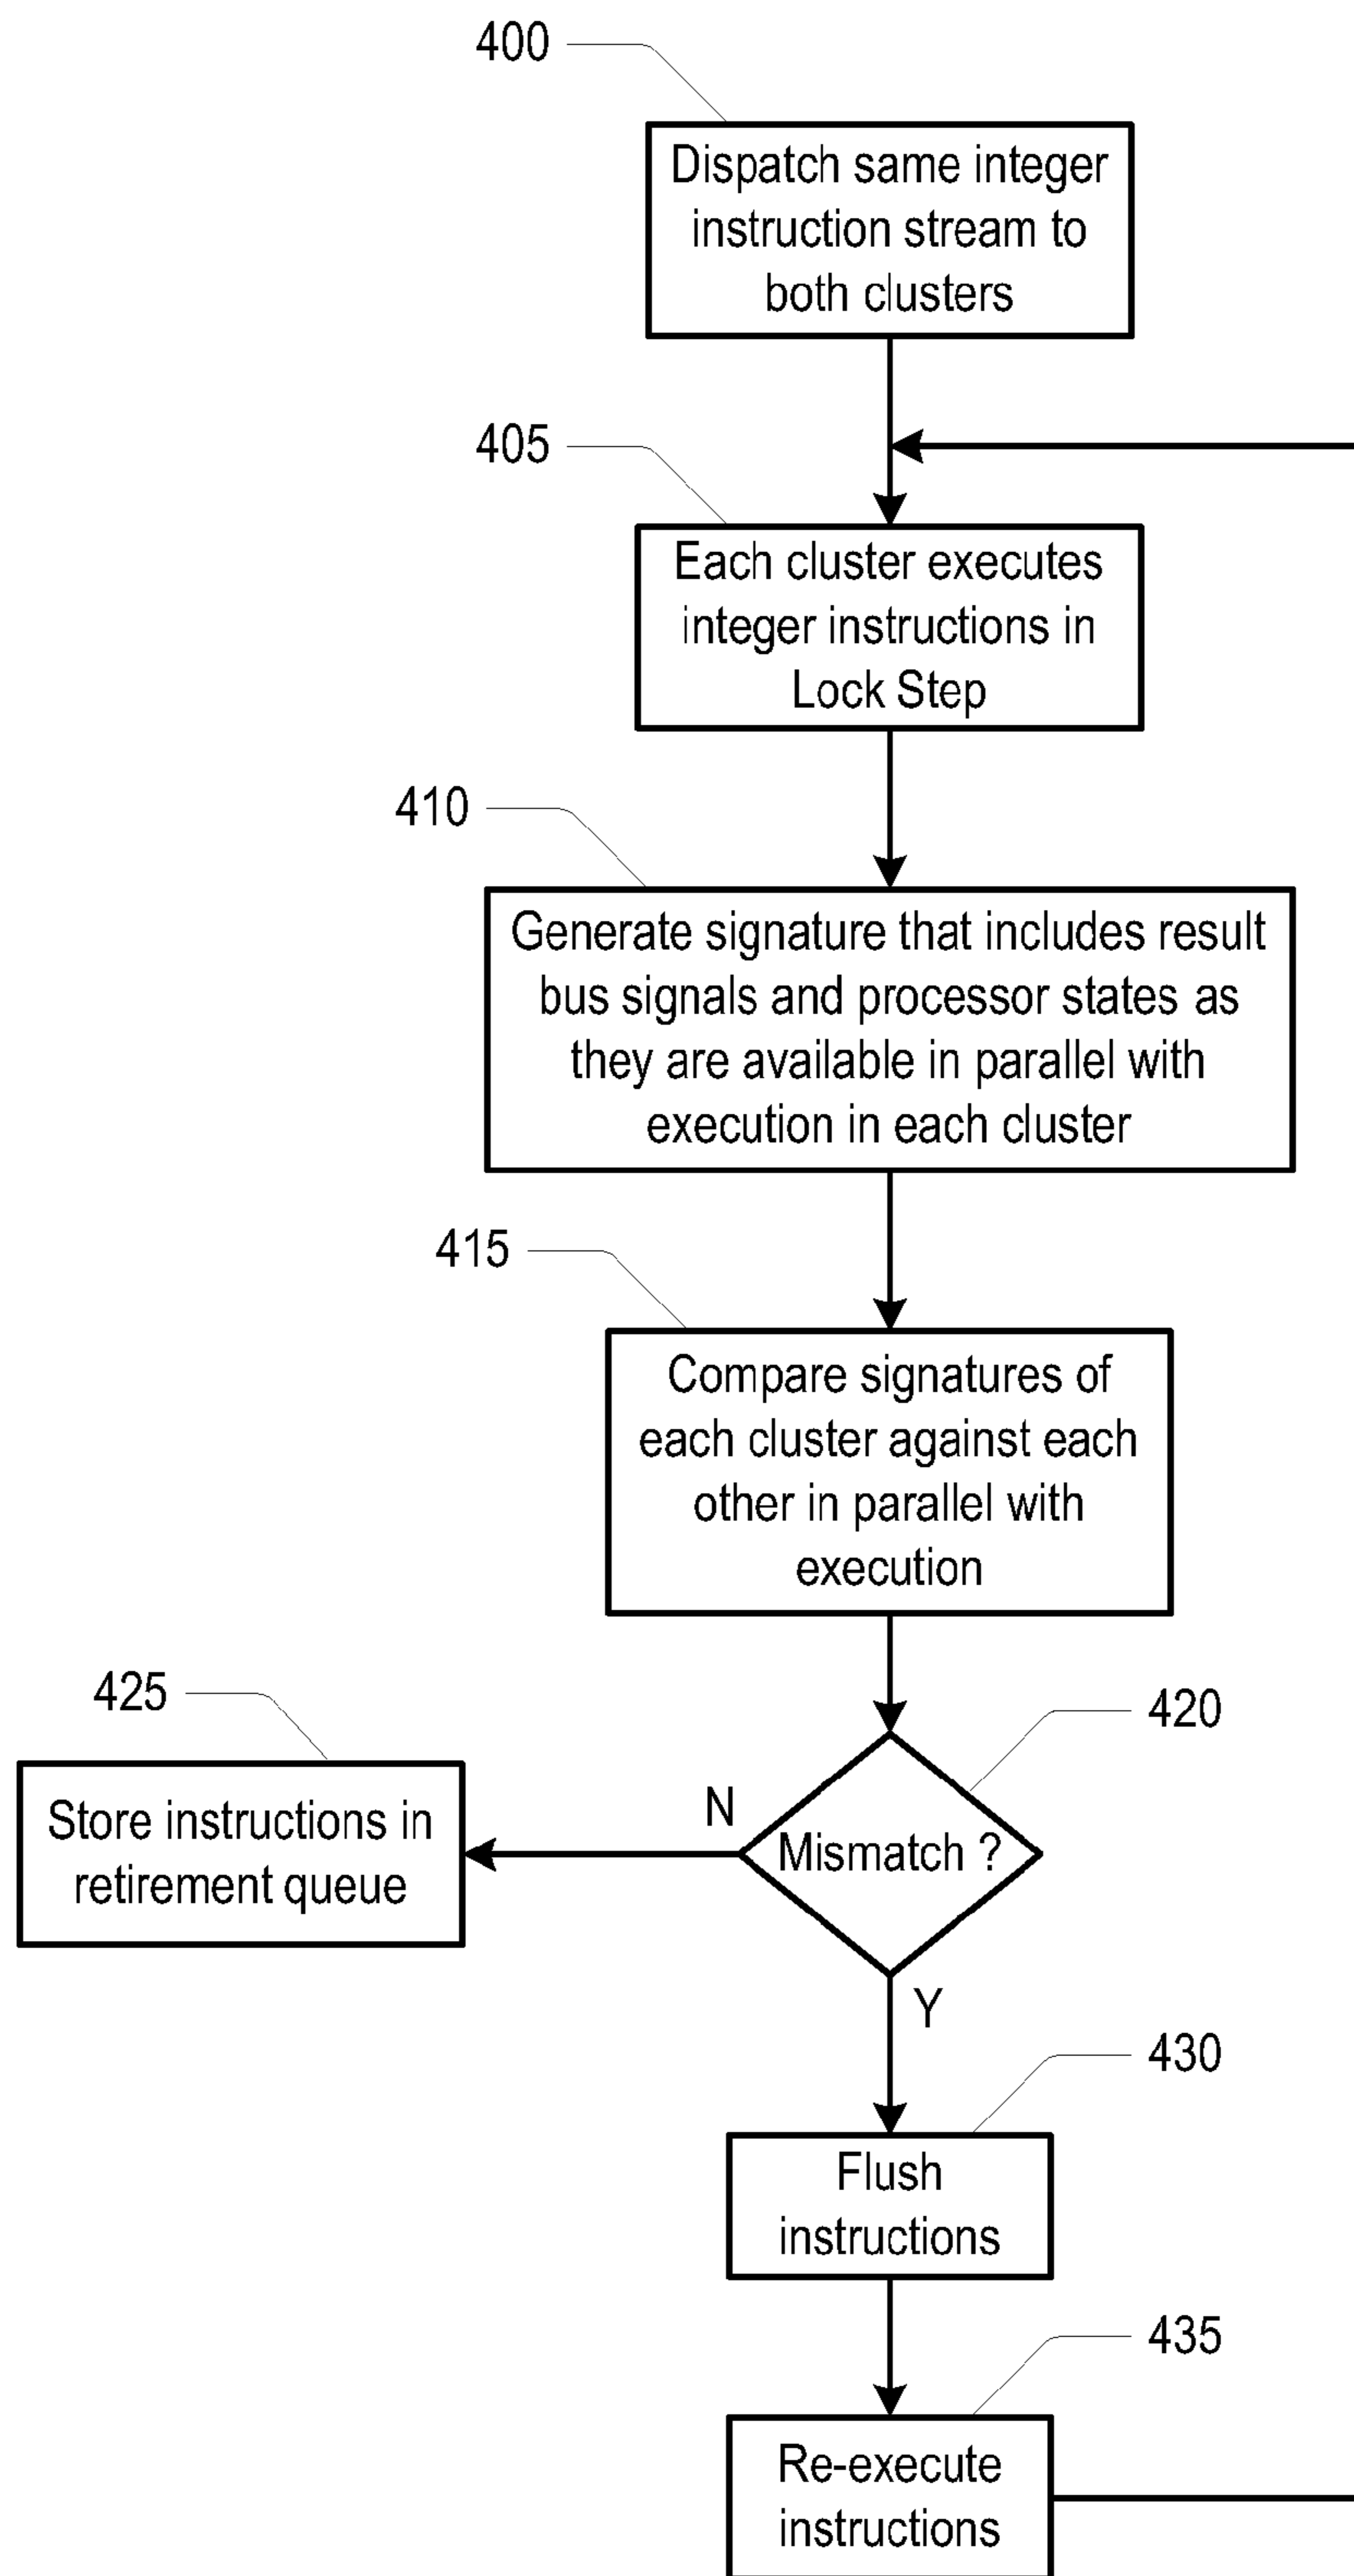 400
Dispatch same integer
instruction stream to
both clusters
405
Each cluster executes
integer instructions in
Lock Step
410
Generate signature that includes result
bus signals and processor states as
they are available in parallel with
execution in each cluster
415
Compare signatures of
each cluster against each
other in parallel with
execution
425
420
Store instructions in
retirement queue
N
Mismatch ?
Y
430
Flush
instructions
435
Re-execute
instructions